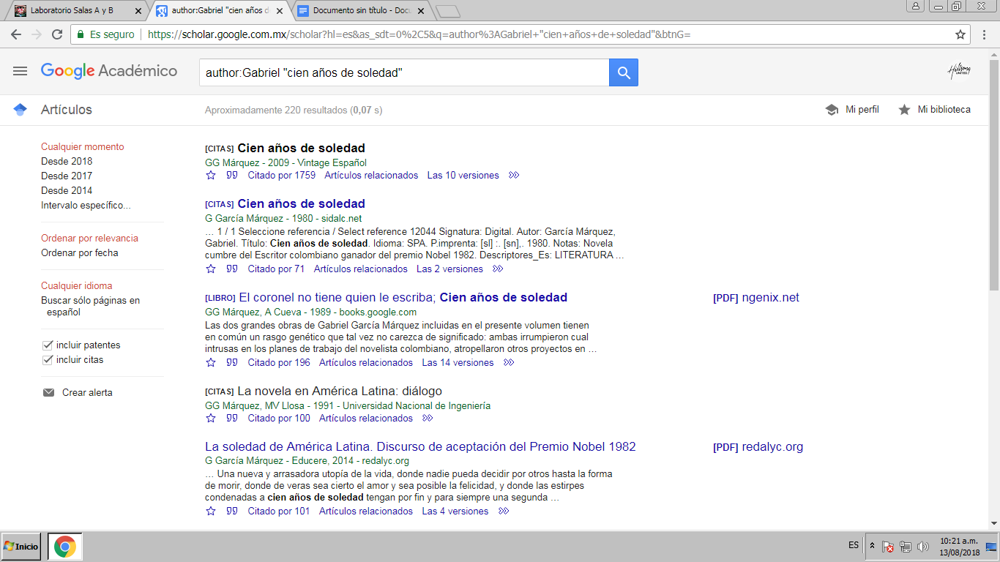 Laboratorio Salas A y B
author:Gabriel "cien años d
Documento sin título - Docu
Es seguro
https://scholar.google.com.mx/scholar?hl=es&as_sdt=0%2C5&q=author%3AGabriel+"cien+años+de+soledad"&btnG=
Google Académico
author:Gabriel "cien años de soledad"
Hillsong
UNITED
Artículos
Aproximadamente 220 resultados (0,07 s)
Mi perfil
Mi biblioteca
Cualquier momento
Desde 2018
Desde 2017
Desde 2014
Intervalo específico...
Ordenar por relevancia
Ordenar por fecha
Cualquier idioma
Buscar sólo páginas en
español
incluir patentes
incluir citas
Crear alerta
[CITAS] Cien años de soledad
GG Márquez - 2009 - Vintage Español
Citado por 1759 Artículos relacionados Las 10 versiones
[CITAS] Cien años de soledad
G García Márquez - 1980 - sidalc.net
… 1 / 1 Seleccione referencia / Select reference 12044 Signatura: Digital. Autor: García Márquez,
Gabriel. Título: Cien años de soledad. Idioma: SPA. P.imprenta: [sl] :. [sn],. 1980. Notas: Novela
cumbre del Escritor colombiano ganador del premio Nobel 1982. Descriptores_Es: LITERATURA …
Citado por 71 Artículos relacionados Las 2 versiones
[LIBRO] El coronel no tiene quien le escriba; Cien años de soledad
GG Márquez, A Cueva - 1989 - books.google.com
Las dos grandes obras de Gabriel García Márquez incluidas en el presente volumen tienen
en común un rasgo genético que tal vez no carezca de significado: ambas irrumpieron cual
intrusas en los planes de trabajo del novelista colombiano, atropellaron otros proyectos en …
Citado por 196 Artículos relacionados Las 14 versiones
[PDF] ngenix.net
[CITAS] La novela en América Latina: diálogo
GG Márquez, MV Llosa - 1991 - Universidad Nacional de Ingeniería
Citado por 100 Artículos relacionados
La soledad de América Latina. Discurso de aceptación del Premio Nobel 1982
G García Márquez - Educere, 2014 - redalyc.org
… Una nueva y arrasadora utopía de la vida, donde nadie pueda decidir por otros hasta la forma
de morir, donde de veras sea cierto el amor y sea posible la felicidad, y donde las estirpes
condenadas a cien años de soledad tengan por fin y para siempre una segunda …
Citado por 101 Artículos relacionados Las 4 versiones
[PDF] redalyc.org
Inicio
ES
10:21 a.m.
13/08/2018